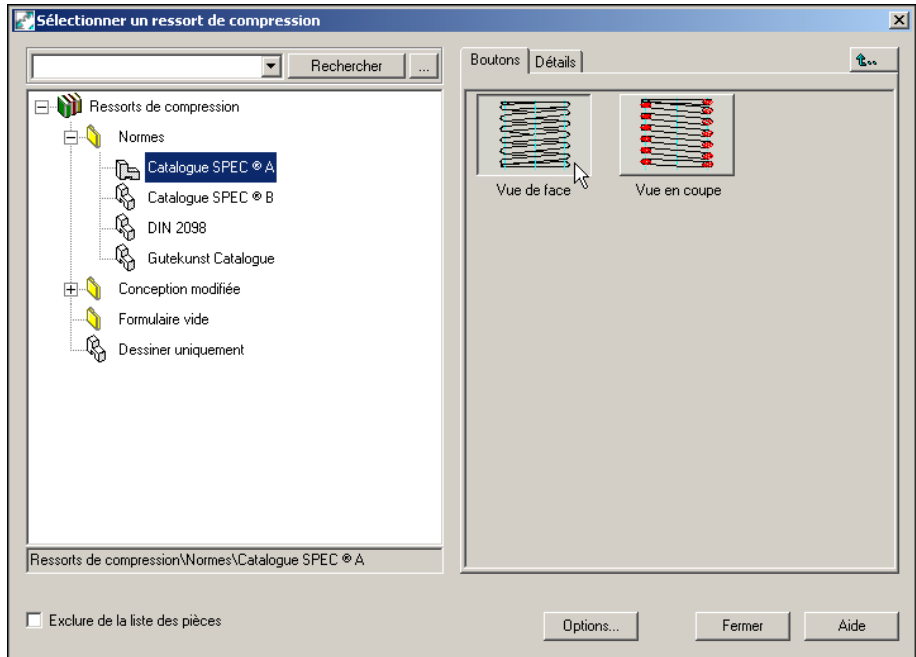 Sélectionner un ressort de compression
Rechercher
...
Ressorts de compression
Normes
Catalogue SPEC ® A
Catalogue SPEC ® B
DIN 2098
Gutekunst Catalogue
Conception modifiée
Formulaire vide
Dessiner uniquement
Ressorts de compression\Normes\Catalogue SPEC ® A
Boutons Détails
Vue de face Vue en coupe
Exclure de la liste des pièces
Options... Fermer Aide